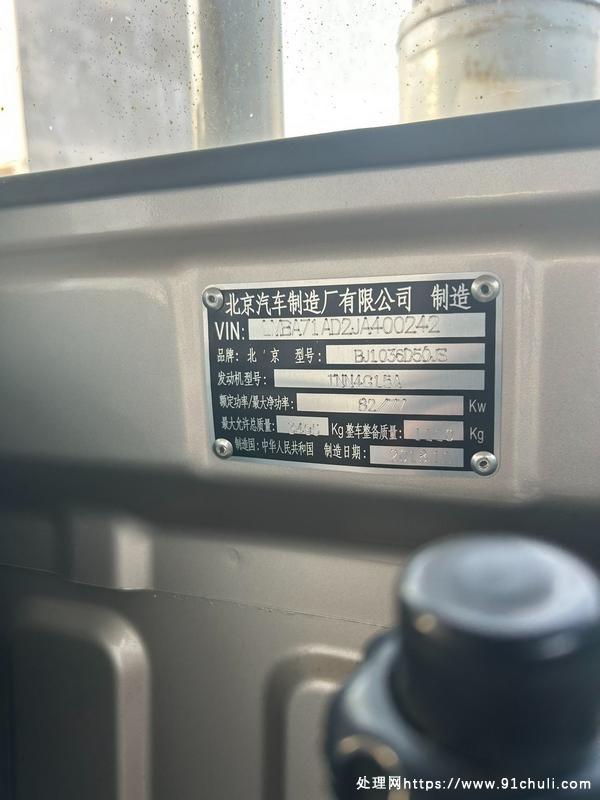 北京汽车制造厂有限公司 制造
VIN: LMBA71AD2JA400242
品牌: 北 京 型号: BJ1036D50JS
发动机型号:
额定功率/最大净功率: 82/77 Kw
最大允许总质量: Kg 整车整备质量: Kg
制造国: 中华人民共和国 制造日期:
处理网https://www.91chuli.com